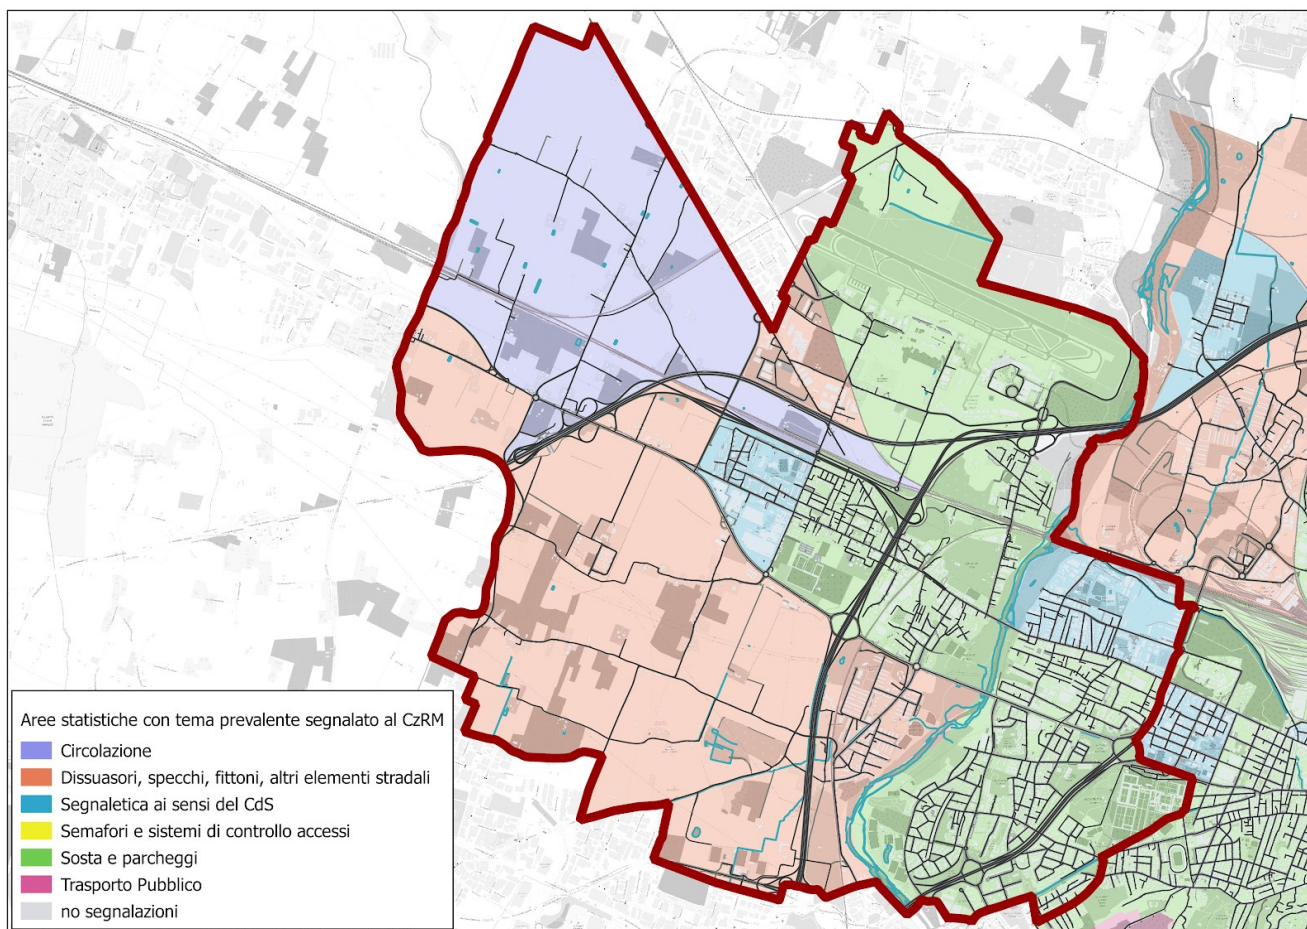 Aree statistiche con tema prevalente segnalato al CzRM
Circolazione
Dissuasori, specchi, fittoni, altri elementi stradali
Segnaletica ai sensi del CdS
Semafori e sistemi di controllo accessi
Sosta e parcheggi
Trasporto Pubblico
no segnalazioni